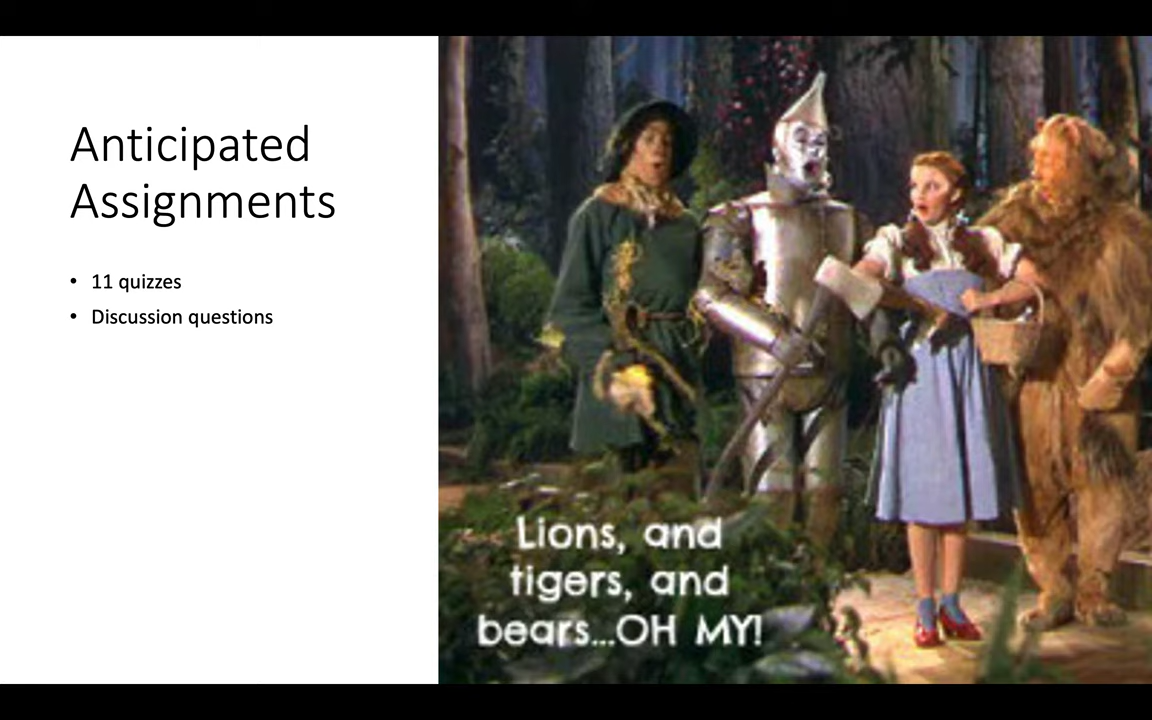 Anticipated
Assignments
• 11 quizzes
• Discussion questions
Lions, and
tigers, and
bears...OH MY!